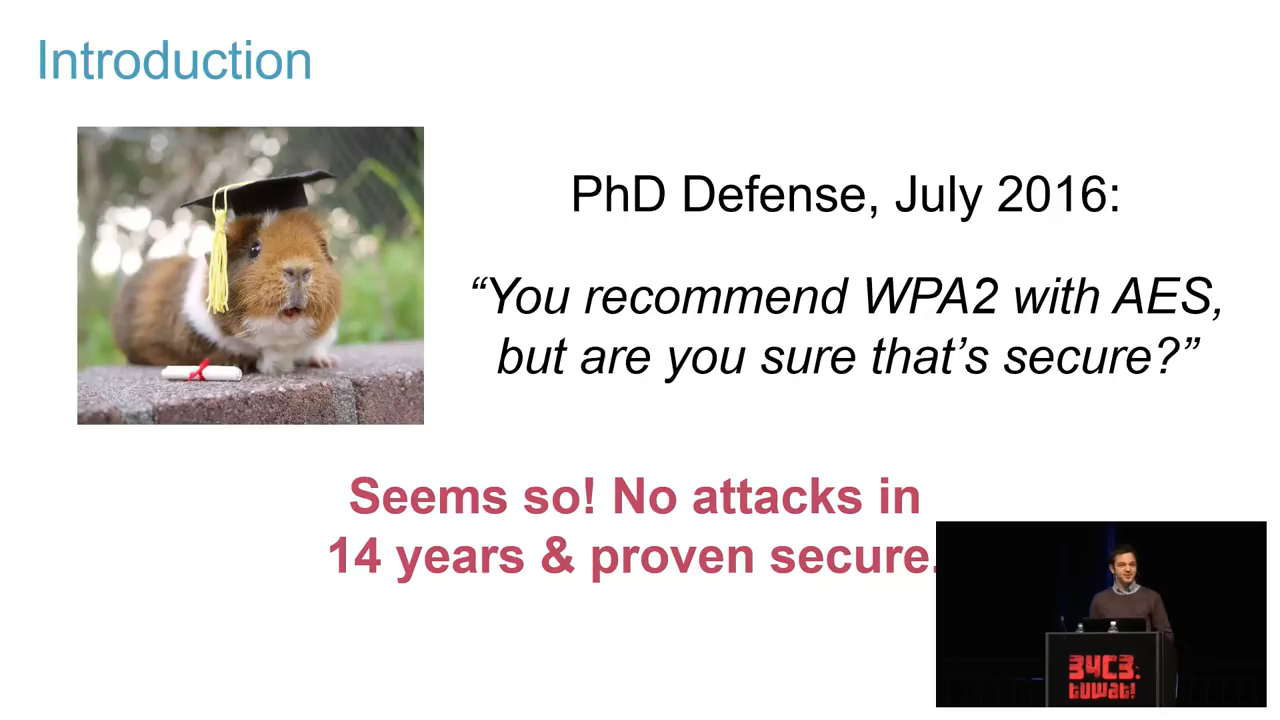 Introduction
PhD Defense, July 2016:
“You recommend WPA2 with AES,
but are you sure that’s secure?”
Seems so! No attacks in
14 years & proven secure.
34C3.
tuwat!